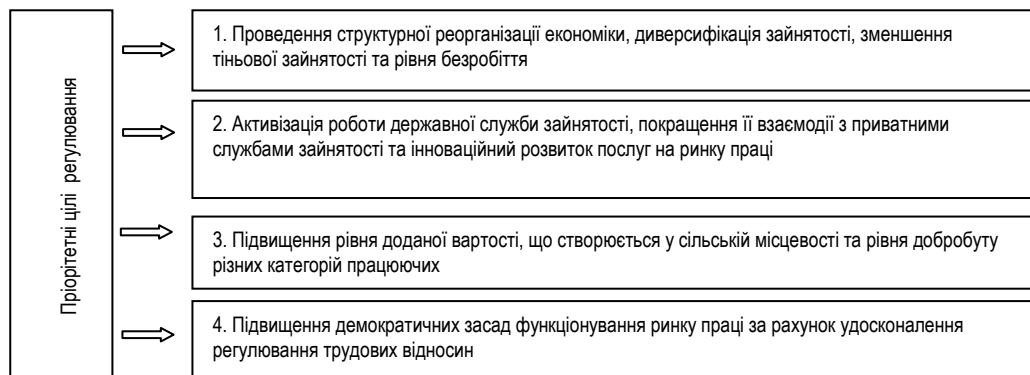 Пріорітетні цілі регулювання
1. Проведення структурної реорганізації економіки, диверсифікація зайнятості, зменшення
тіньової зайнятості та рівня безробіття
2. Активізація роботи державної служби зайнятості, покращення її взаємодії з приватними
службами зайнятості та інноваційний розвиток послуг на ринку праці
3. Підвищення рівня доданої вартості, що створюється у сільській місцевості та рівня добробуту
різних категорій працюючих
4. Підвищення демократичних засад функціонування ринку праці за рахунок удосконалення
регулювання трудових відносин